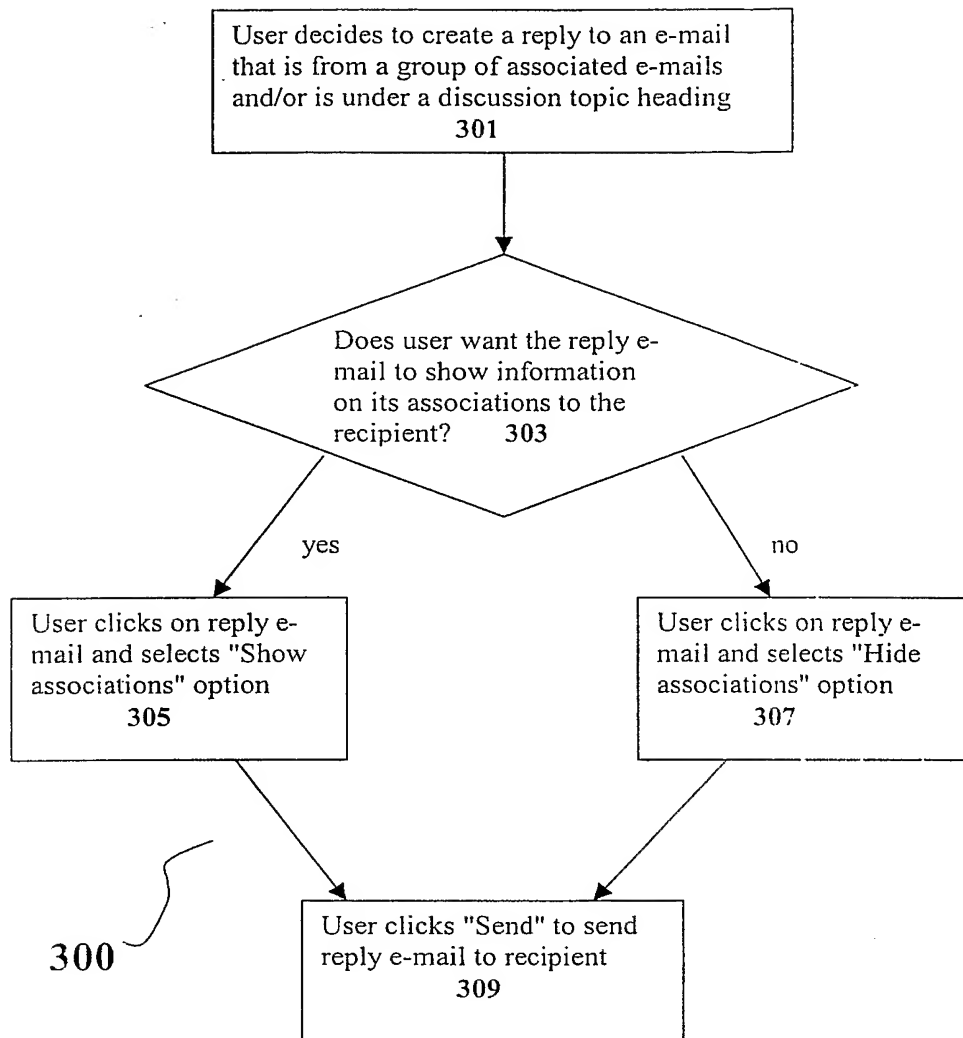 User decides to create a reply to an e-mail
that is from a group of associated e-mails
and/or is under a discussion topic heading
301
Does user want the reply e-
mail to show information
on its associations to the
recipient? 303
yes
no
User clicks on reply e-
mail and selects "Show
associations" option
305
User clicks on reply e-
mail and selects "Hide
associations" option
307
300
User clicks "Send" to send
reply e-mail to recipient
309